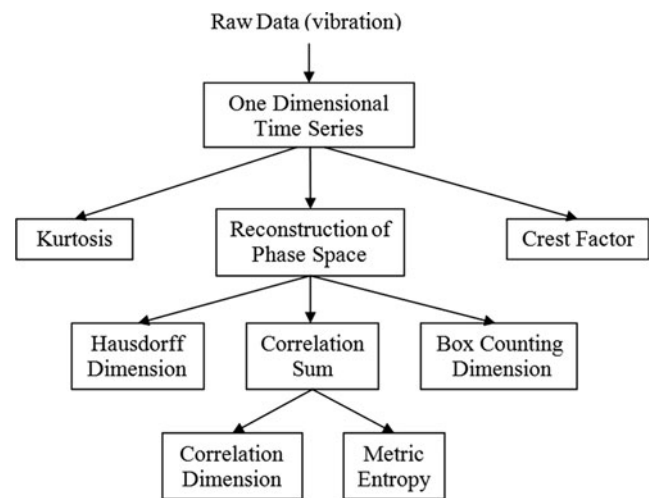 Raw Data (vibration)
One Dimensional
Time Series
Kurtosis
Reconstruction of
Phase Space
Crest Factor
Hausdorff
Dimension
Correlation
Sum
Box Counting
Dimension
Correlation
Dimension
Metric
Entropy